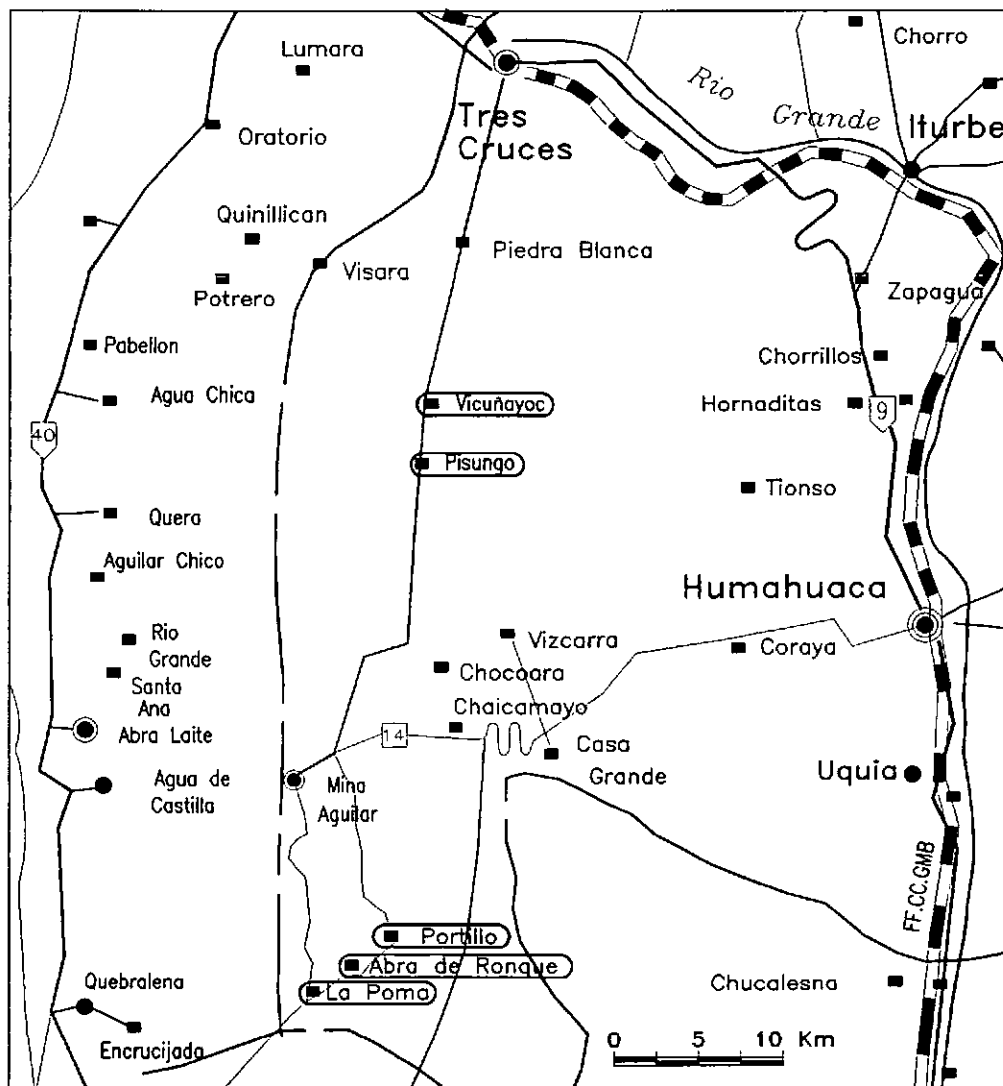 Lumara
Chorro
Rio
Grande
Tres
Cruces
Iturbe
Oratorio
Quinillican
Visara
Piedra Blanca
Potrero
Zapagua
Pabellon
Chorrillos
Agua Chica
Vicuñayoc
Hornaditas
9
40
Pisungo
Tionso
Quera
Aguilar Chico
Humahuaca
Rio
Grande
Vizcarra
Coraya
Santa
Ana
Chocoara
Chaicamayo
Abra Laite
14
Casa
Grande
Agua de
Castilla
Mina
Aguilar
Uquia
FF.CC.GMB
Portillo
Abra de Ronque
La Poma
Quebralena
Chucalesna
Encrucijada
0 5 10 Km